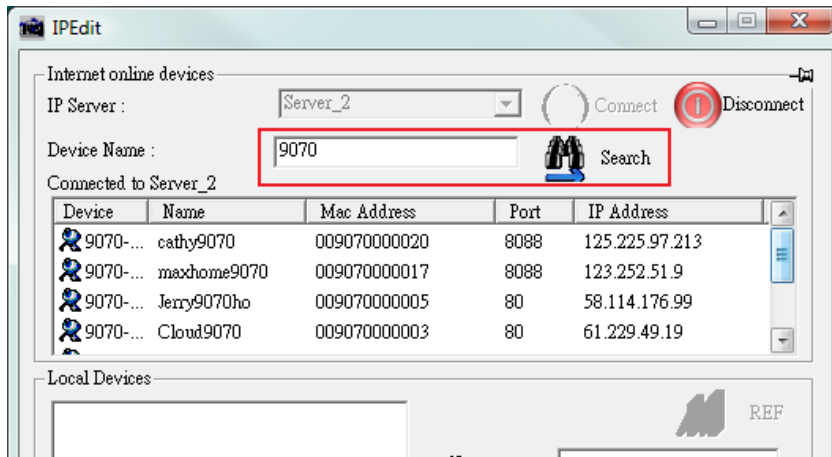 IPEdit
Internet online devices
IP Server : Server_2 Connect Disconnect
Device Name : 9070 Search
Connected to Server_2
Device Name Mac Address Port IP Address
9070-... cathy9070 009070000020 8088 125.225.97.213
9070-... maxhome9070 009070000017 8088 123.252.51.9
9070-... Jerry9070ho 009070000005 80 58.114.176.99
9070-... Cloud9070 009070000003 80 61.229.49.19
Local Devices
REF